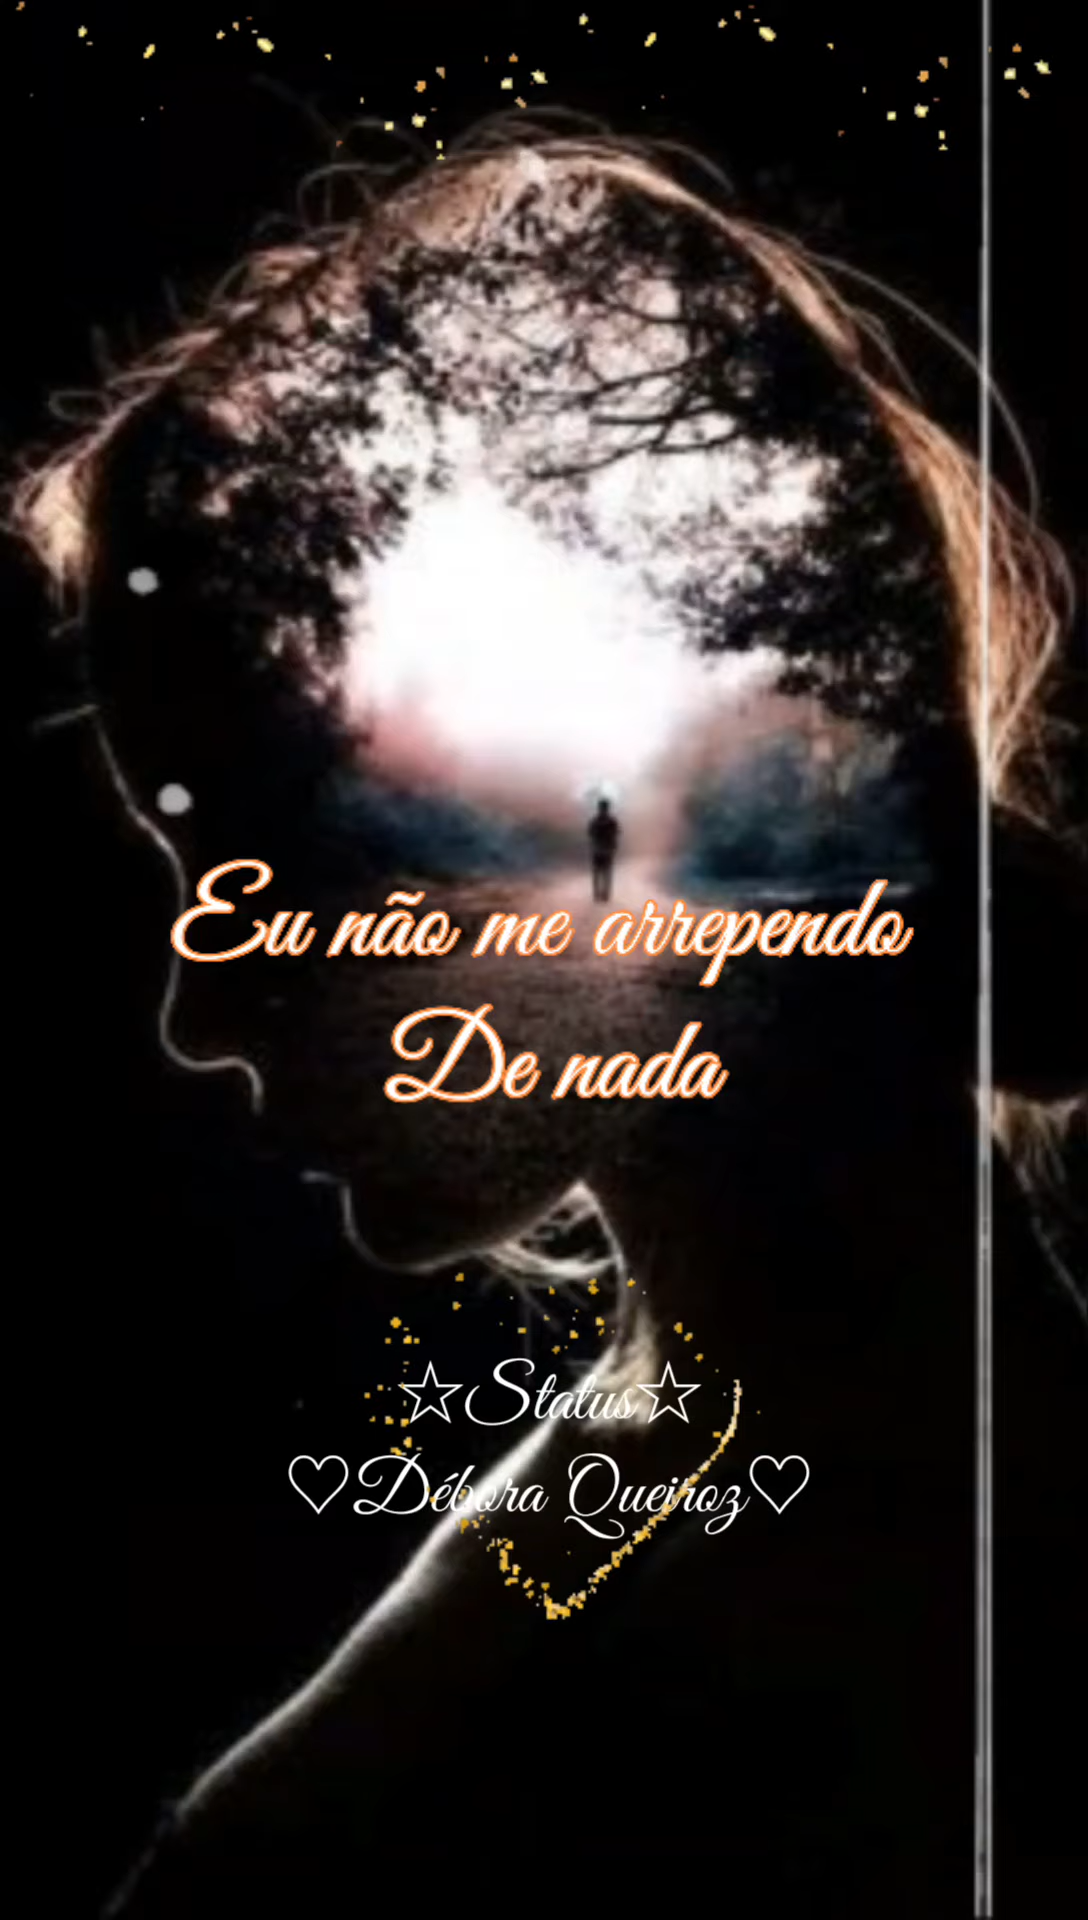 Eu não me arrependo
De nada
☆Status☆
♡Débora Queiroz♡